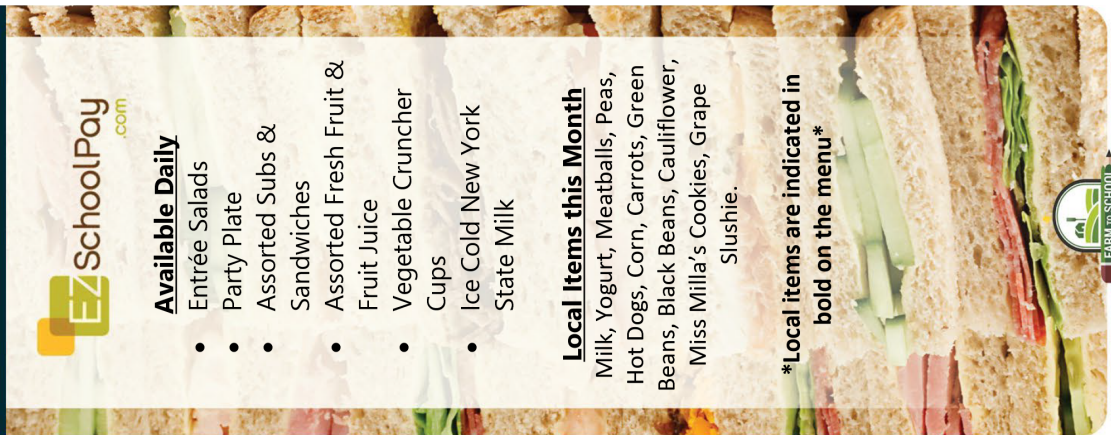 EZSchoolPay
.com
Available Daily
• Entrée Salads
• Party Plate
• Assorted Subs &
Sandwiches
• Assorted Fresh Fruit &
Fruit Juice
• Vegetable Cruncher
Cups
• Ice Cold New York
State Milk
Local Items this Month
Milk, Yogurt, Meatballs, Peas,
Hot Dogs, Corn, Carrots, Green
Beans, Black Beans, Cauliflower,
Miss Milla's Cookies, Grape
Slushie.
*Local items are indicated in
bold on the menu*
FARM to SCHOOL